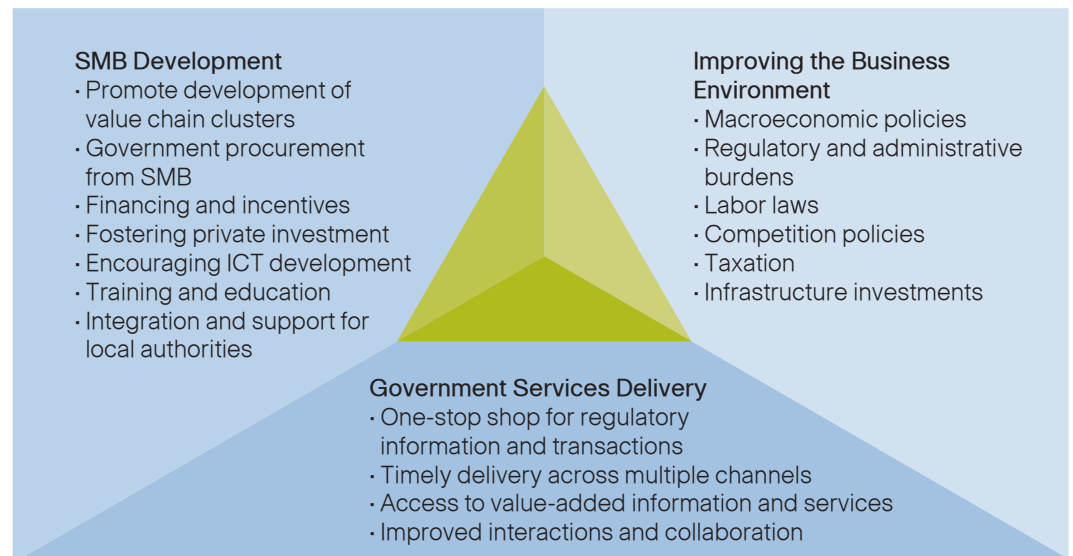 SMB Development
· Promote development of
value chain clusters
· Government procurement
from SMB
· Financing and incentives
· Fostering private investment
· Encouraging ICT development
· Training and education
· Integration and support for
local authorities
Improving the Business
Environment
· Macroeconomic policies
· Regulatory and administrative
burdens
· Labor laws
· Competition policies
· Taxation
· Infrastructure investments
Government Services Delivery
· One-stop shop for regulatory
information and transactions
· Timely delivery across multiple channels
· Access to value-added information and services
· Improved interactions and collaboration